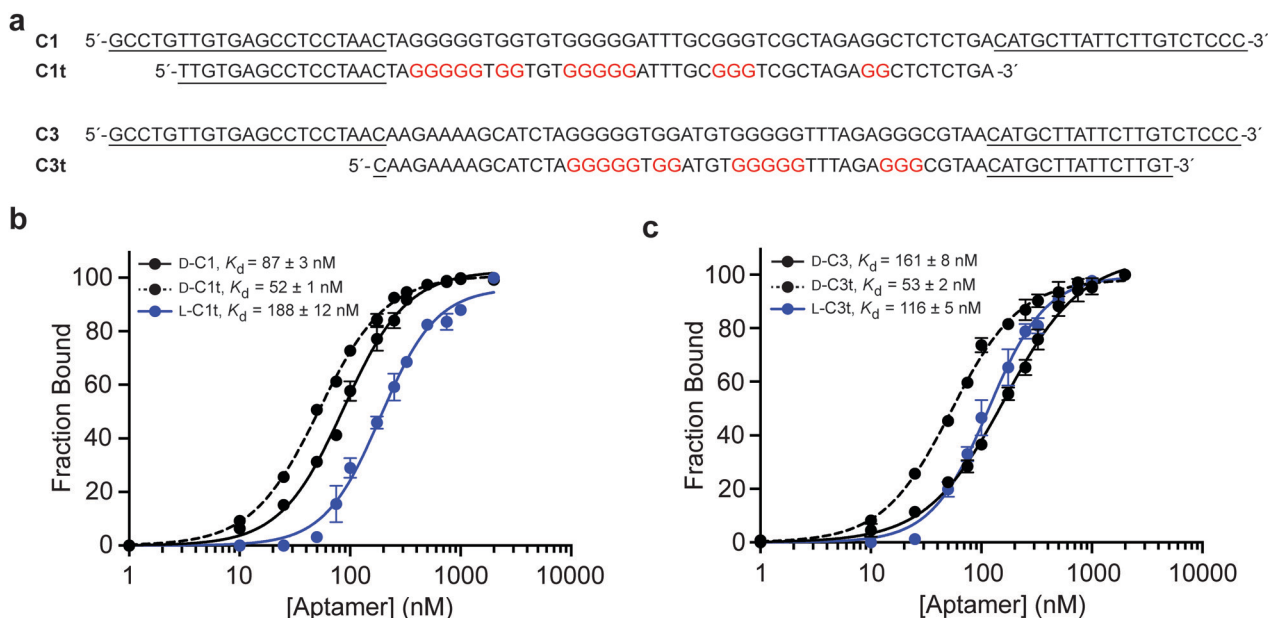 a
C1 5´-GCCTGTTGTGAGCCTCCTAACTAGGGGGTGGTGTGGGGGATTTGCGGGTCGCTAGAGGCTCTCTGACATGCTTATTCTTGTCTCCC-3´
C1t 5´-TTGTGAGCCTCCTAACTAGGGGGTGGTGTGGGGGATTTGCGGGTCGCTAGAGGCTCTCTGA-3´
C3 5´-GCCTGTTGTGAGCCTCCTAACAAGAAAAGCATCTAGGGGGTGGATGTGGGGGTTTAGAGGGCGTAACATGCTTATTCTTGTCTCCC-3´
C3t 5´-CAAGAAAAGCATCTAGGGGGTGGATGTGGGGGTTTAGAGGGCGTAACATGCTTATTCTTGT-3´
b
D-C1, Kd = 87 ± 3 nM
D-C1t, Kd = 52 ± 1 nM
L-C1t, Kd = 188 ± 12 nM
Fraction Bound
100
80
60
40
20
0
1 10 100 1000 10000
[Aptamer] (nM)
c
D-C3, Kd = 161 ± 8 nM
D-C3t, Kd = 53 ± 2 nM
L-C3t, Kd = 116 ± 5 nM
Fraction Bound
100
80
60
40
20
0
1 10 100 1000 10000
[Aptamer] (nM)